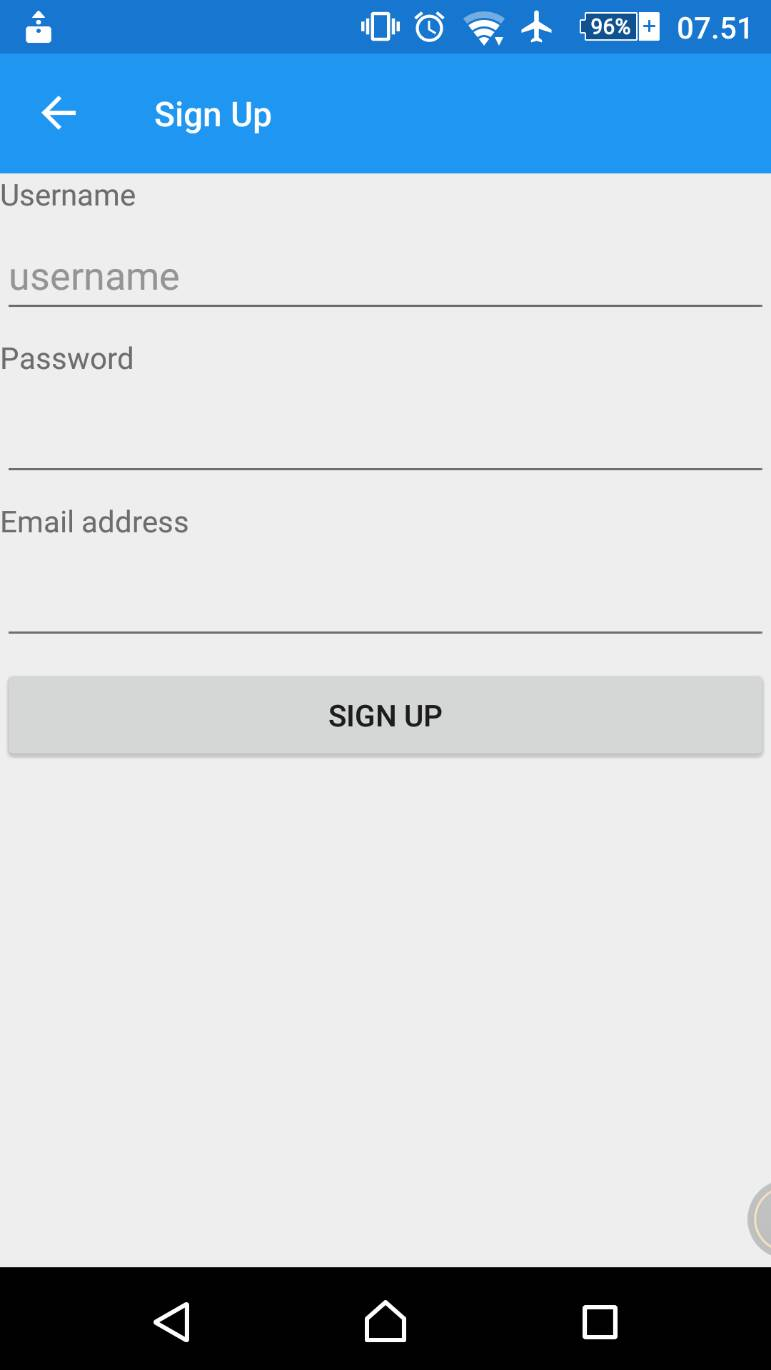 96% 07.51
Sign Up
Username
username
Password
Email address
SIGN UP